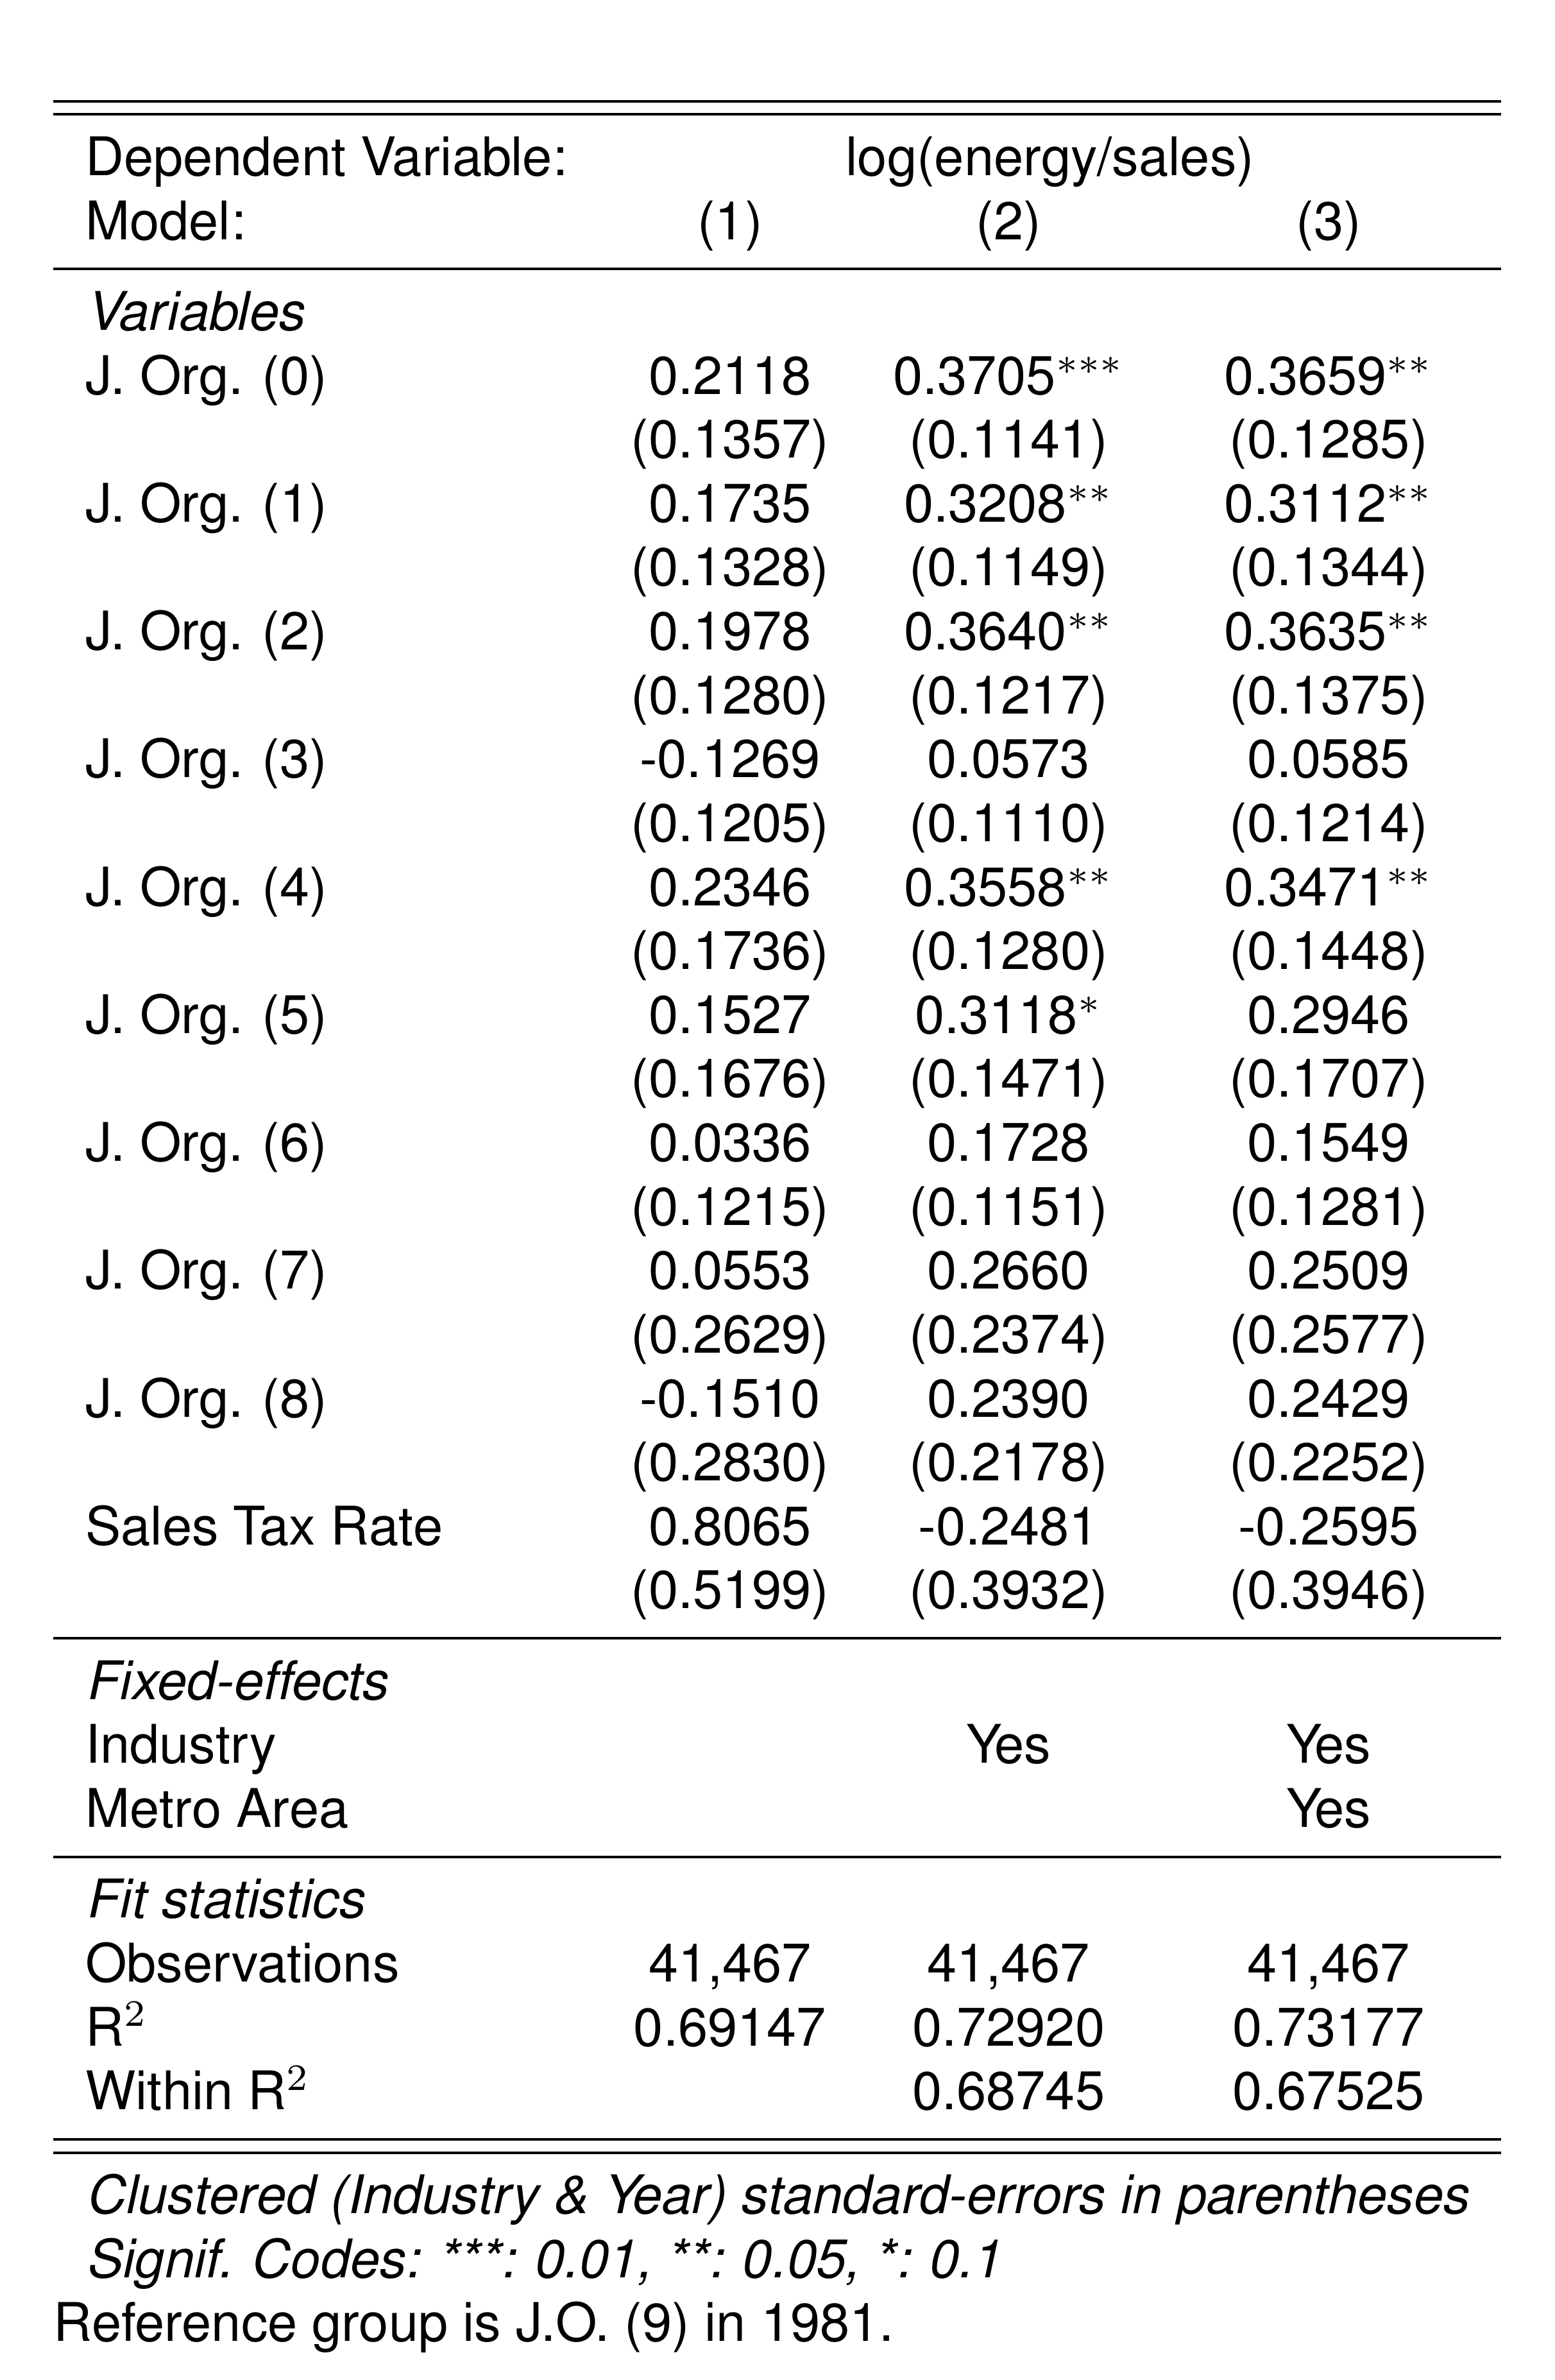 Dependent Variable: log(energy/sales)
Model: (1) (2) (3)
Variables
J. Org. (0) 0.2118 0.3705*** 0.3659**
(0.1357) (0.1141) (0.1285)
J. Org. (1) 0.1735 0.3208** 0.3112**
(0.1328) (0.1149) (0.1344)
J. Org. (2) 0.1978 0.3640** 0.3635**
(0.1280) (0.1217) (0.1375)
J. Org. (3) -0.1269 0.0573 0.0585
(0.1205) (0.1110) (0.1214)
J. Org. (4) 0.2346 0.3558** 0.3471**
(0.1736) (0.1280) (0.1448)
J. Org. (5) 0.1527 0.3118* 0.2946
(0.1676) (0.1471) (0.1707)
J. Org. (6) 0.0336 0.1728 0.1549
(0.1215) (0.1151) (0.1281)
J. Org. (7) 0.0553 0.2660 0.2509
(0.2629) (0.2374) (0.2577)
J. Org. (8) -0.1510 0.2390 0.2429
(0.2830) (0.2178) (0.2252)
Sales Tax Rate 0.8065 -0.2481 -0.2595
(0.5199) (0.3932) (0.3946)
Fixed-effects
Industry Yes Yes
Metro Area Yes
Fit statistics
Observations 41,467 41,467 41,467
R² 0.69147 0.72920 0.73177
Within R² 0.68745 0.67525
Clustered (Industry & Year) standard-errors in parentheses
Signif. Codes: ***: 0.01, **: 0.05, *: 0.1
Reference group is J.O. (9) in 1981.